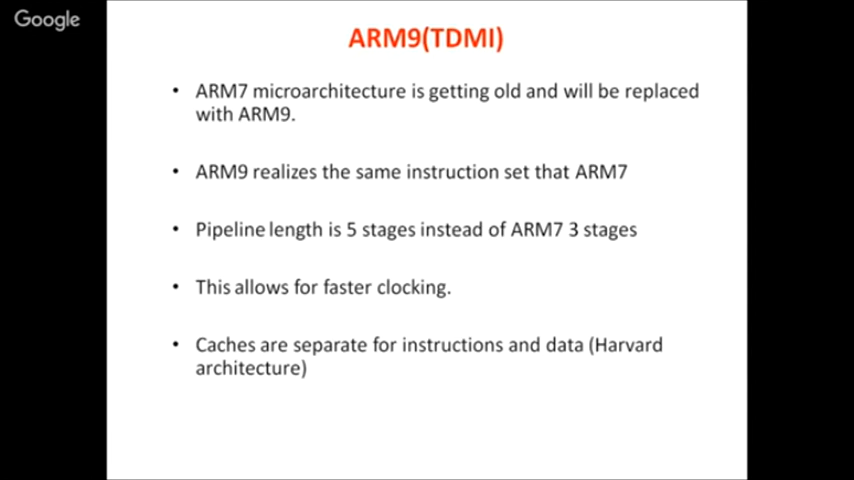 Google
ARM9(TDMI)
• ARM7 microarchitecture is getting old and will be replaced
with ARM9.
• ARM9 realizes the same instruction set that ARM7
• Pipeline length is 5 stages instead of ARM7 3 stages
• This allows for faster clocking.
• Caches are separate for instructions and data (Harvard
architecture)